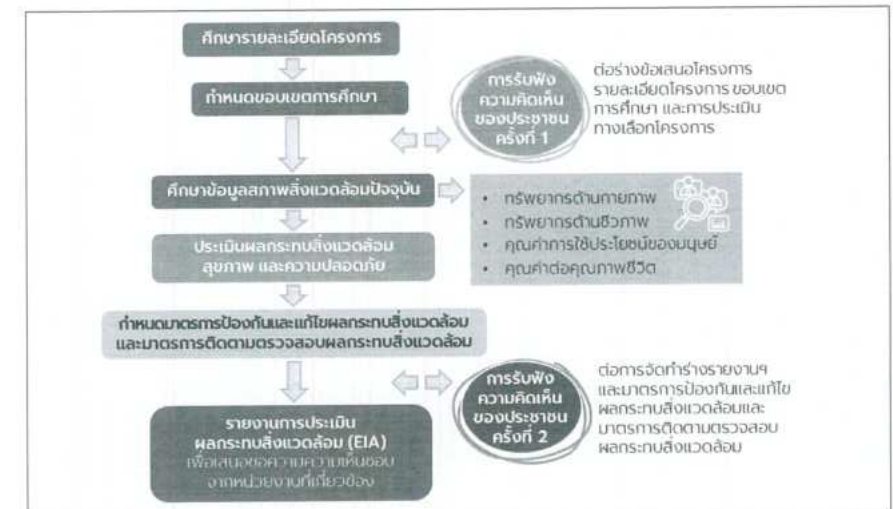 ศึกษารายละเอียดโครงการ
กำหนดขอบเขตการศึกษา
การรับฟัง
ความคิดเห็น
ของประชาชน
ครั้งที่ 1
ต่อร่างข้อเสนอโครงการ
รายละเอียดโครงการ ขอบเขต
การศึกษา และการประเมิน
ทางเลือกโครงการ
ศึกษาข้อมูลสภาพสิ่งแวดล้อมปัจจุบัน
• ทรัพยากรด้านกายภาพ
• ทรัพยากรด้านชีวภาพ
• คุณค่าการใช้ประโยชน์ของมนุษย์
• คุณค่าต่อคุณภาพชีวิต
ประเมินผลกระทบสิ่งแวดล้อม
สุขภาพ และความปลอดภัย
กำหนดมาตรการป้องกันและแก้ไขผลกระทบสิ่งแวดล้อม
และมาตรการติดตามตรวจสอบผลกระทบสิ่งแวดล้อม
การรับฟัง
ความคิดเห็น
ของประชาชน
ครั้งที่ 2
ต่อการจัดทำร่างรายงานฯ
และมาตรการป้องกันและแก้ไข
ผลกระทบสิ่งแวดล้อมและ
มาตรการติดตามตรวจสอบ
ผลกระทบสิ่งแวดล้อม
รายงานการประเมิน
ผลกระทบสิ่งแวดล้อม (EIA)
เพื่อเสนอขอความความเห็นชอบ
จากหน่วยงานที่เกี่ยวข้อง